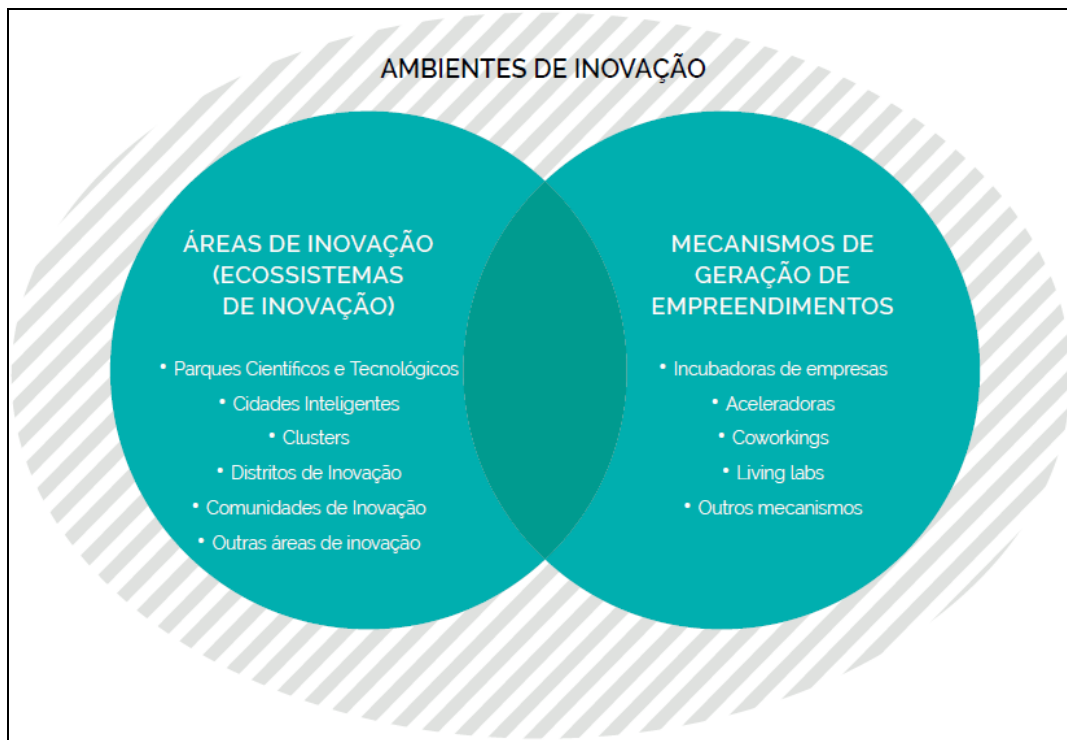 AMBIENTES DE INOVAÇÃO
ÁREAS DE INOVAÇÃO
(ECOSSISTEMAS
DE INOVAÇÃO)
• Parques Científicos e Tecnológicos
• Cidades Inteligentes
• Clusters
• Distritos de Inovação
• Comunidades de Inovação
• Outras áreas de inovação
MECANISMOS DE
GERAÇÃO DE
EMPREENDIMENTOS
• Incubadoras de empresas
• Aceleradoras
• Coworkings
• Living labs
• Outros mecanismos